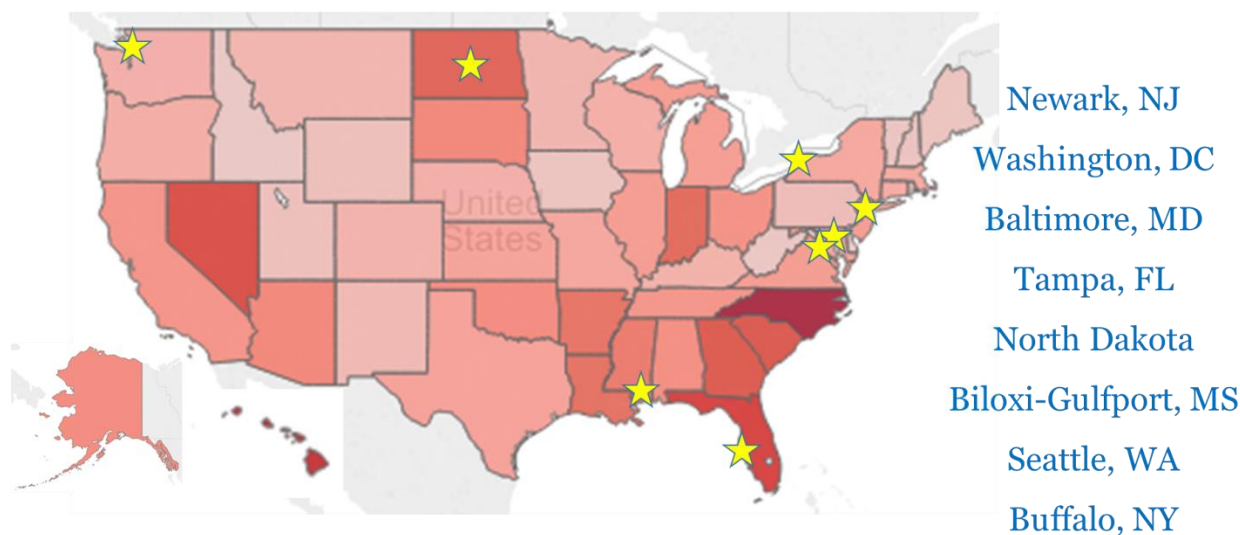 United
States
Newark, NJ
Washington, DC
Baltimore, MD
Tampa, FL
North Dakota
Biloxi-Gulfport, MS
Seattle, WA
Buffalo, NY